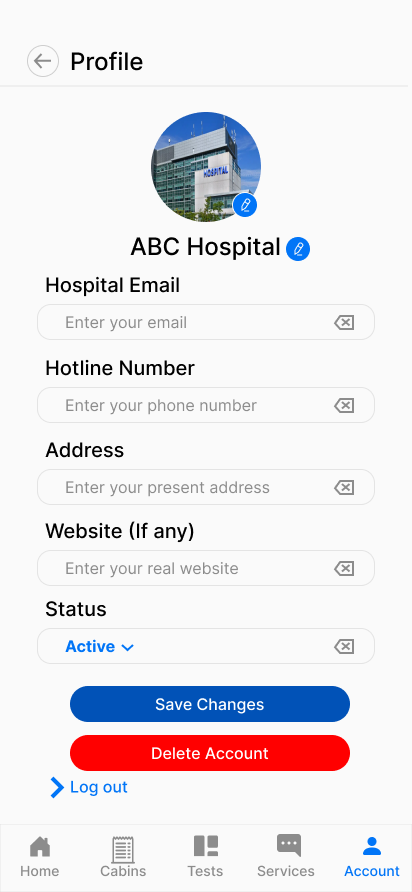 Profile
HOSPITAL
ABC Hospital
Hospital Email
Enter your email
Hotline Number
Enter your phone number
Address
Enter your present address
Website (If any)
Enter your real website
Status
Active
Save Changes
Delete Account
Log out
Home Cabins Tests Services Account